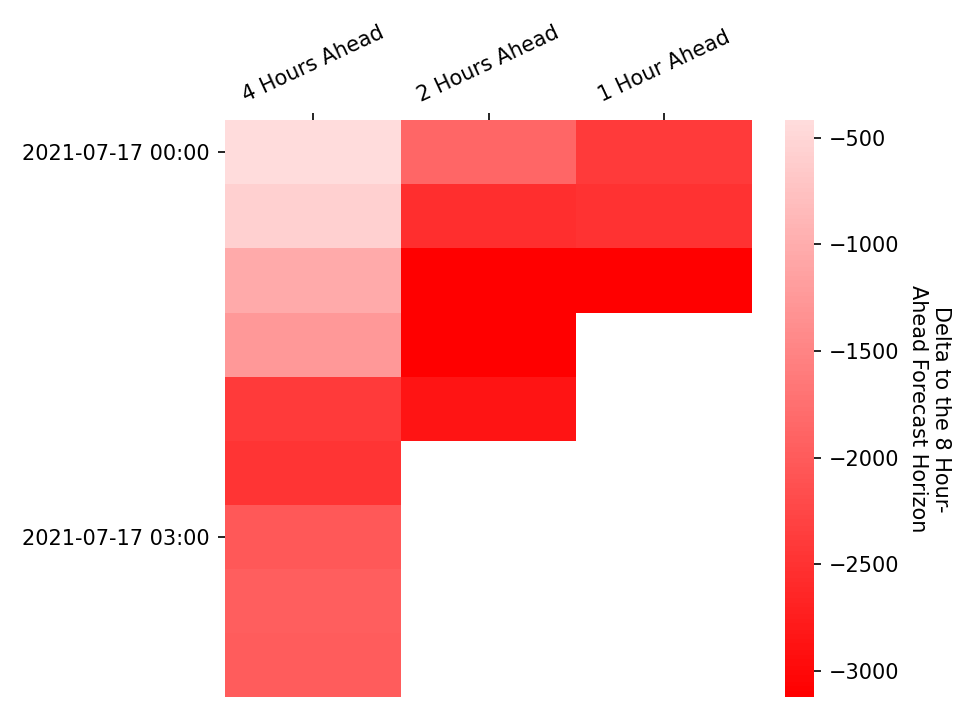 4 Hours Ahead
2 Hours Ahead
1 Hour Ahead
2021-07-17 00:00
2021-07-17 03:00
−500
−1000
−1500
−2000
−2500
−3000
Delta to the 8 Hour-
Ahead Forecast Horizon